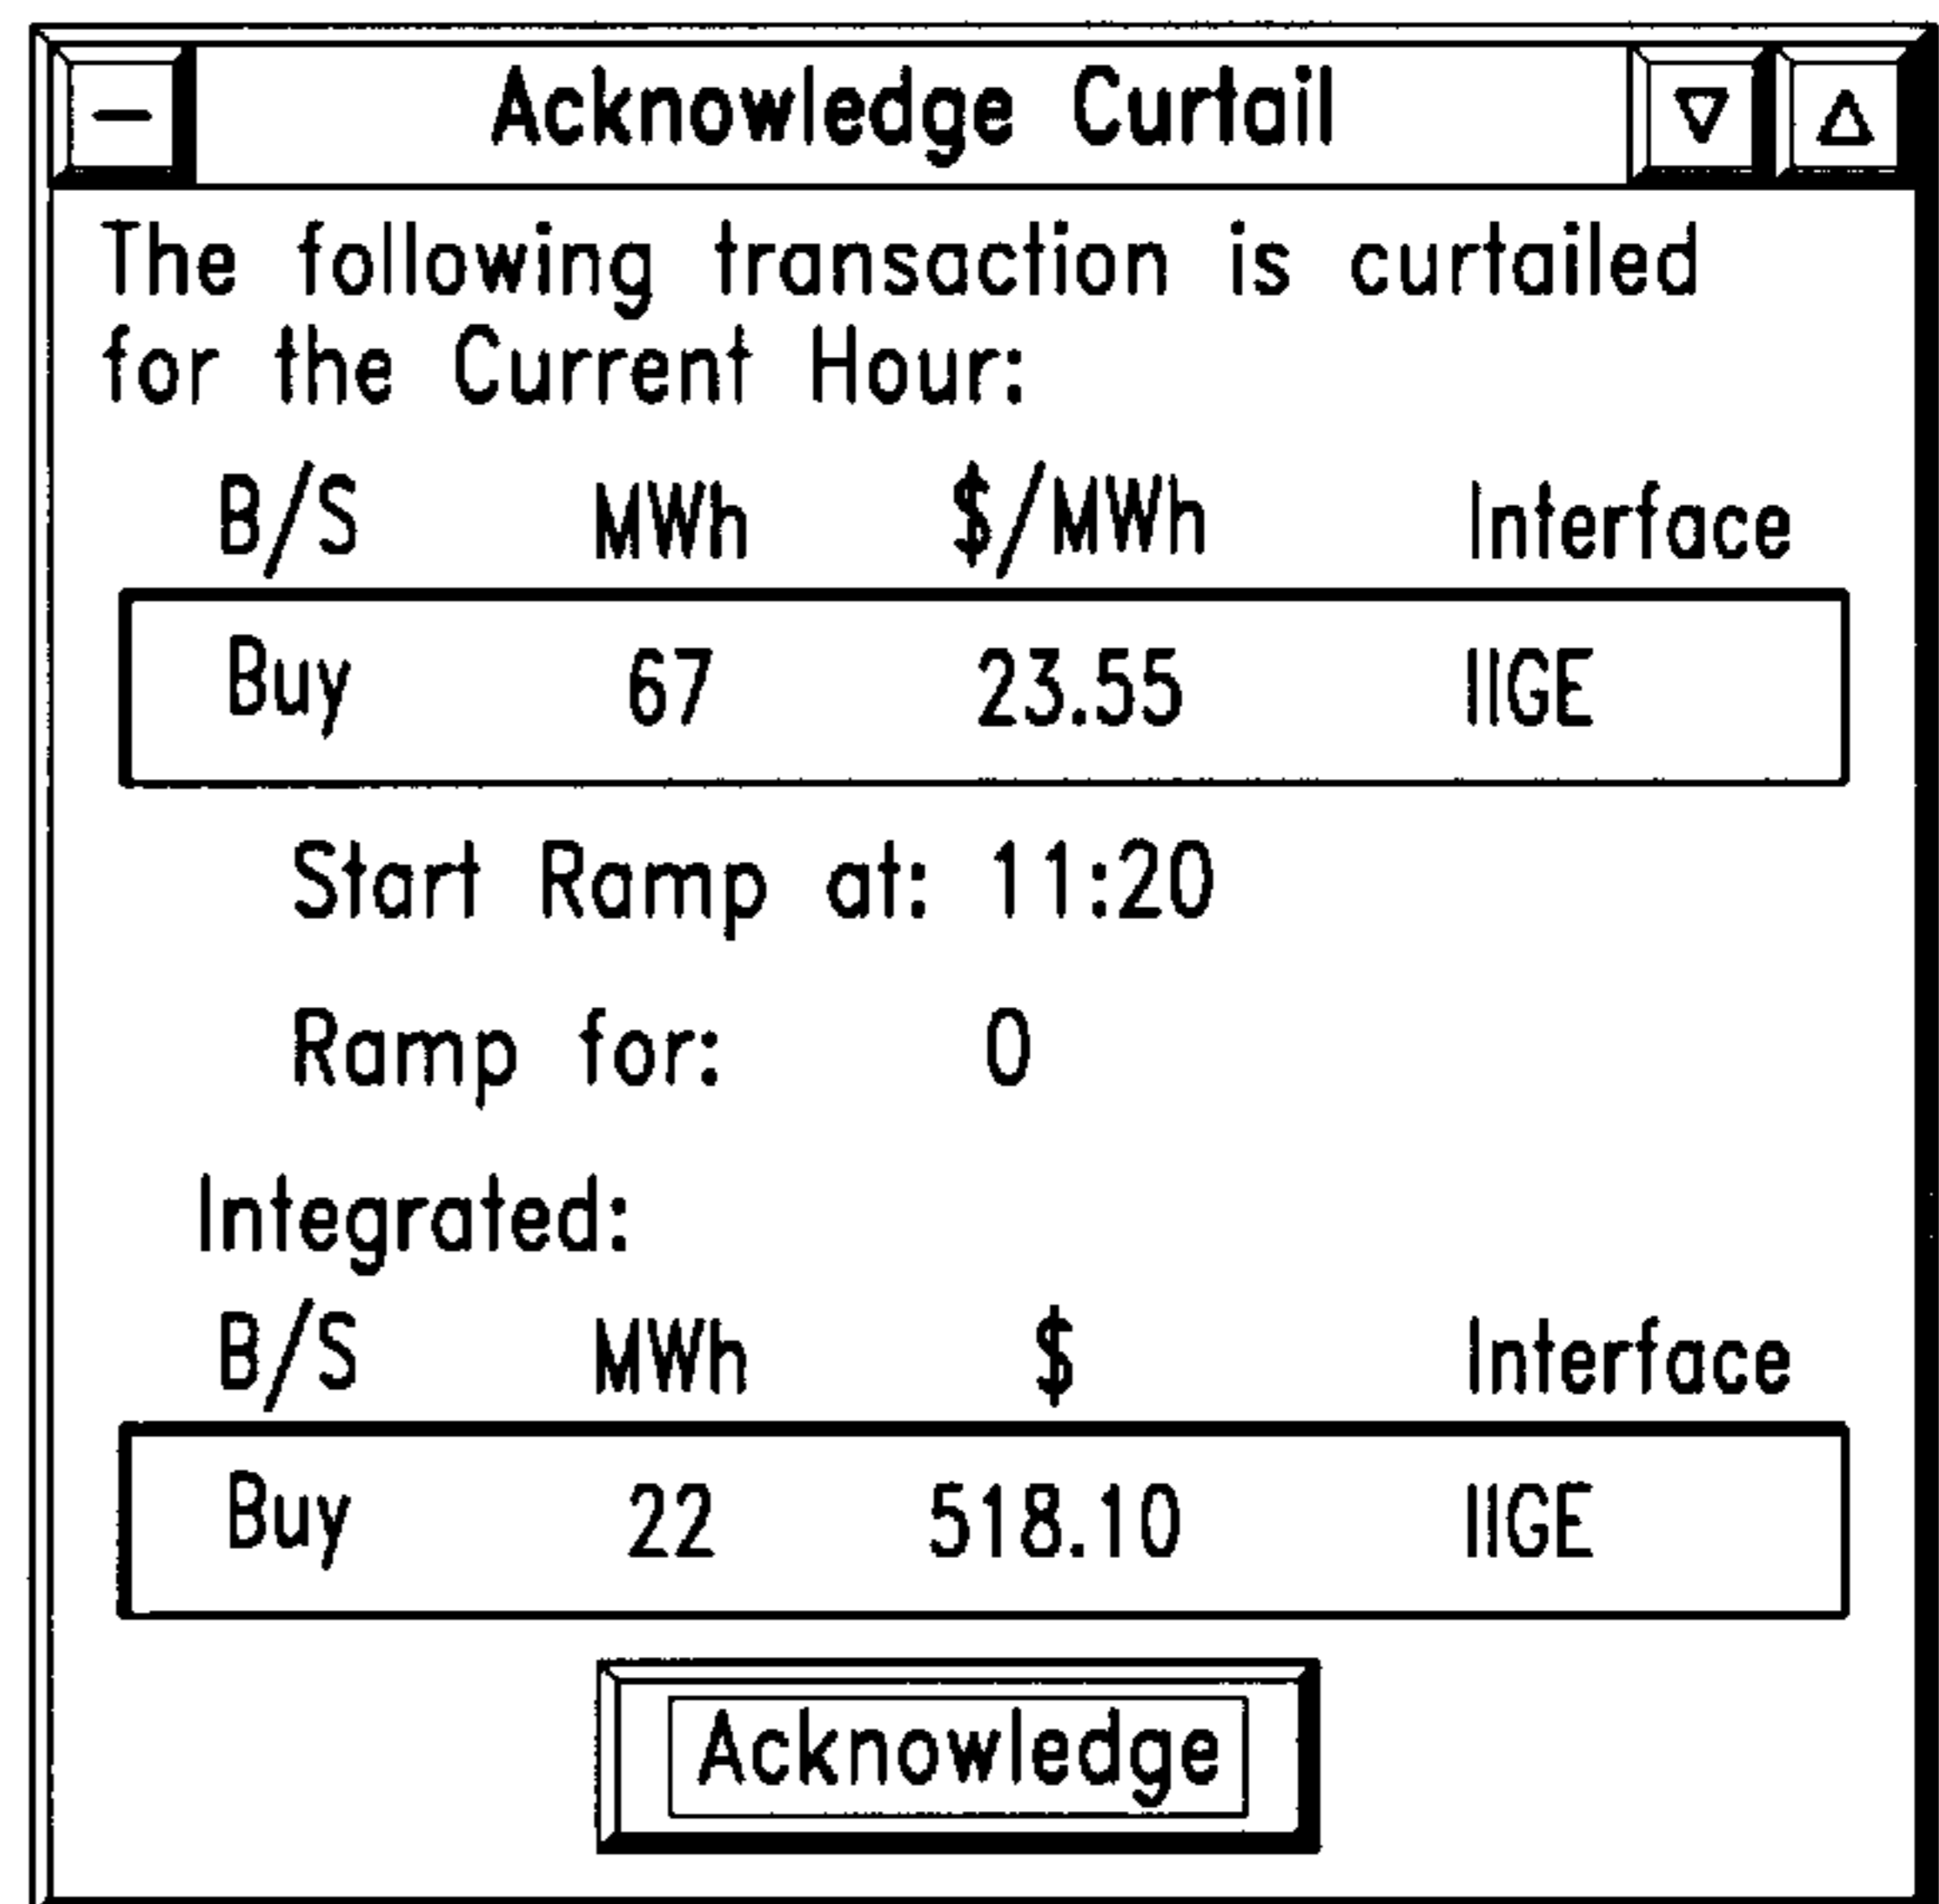 Acknowledge Curtail
The following transaction is curtailed
for the Current Hour:
B/S MWh $/MWh Interface
Buy 67 23.55 IIGE
Start Ramp at: 11:20
Ramp for: 0
Integrated:
B/S MWh $ Interface
Buy 22 518.10 IIGE
Acknowledge